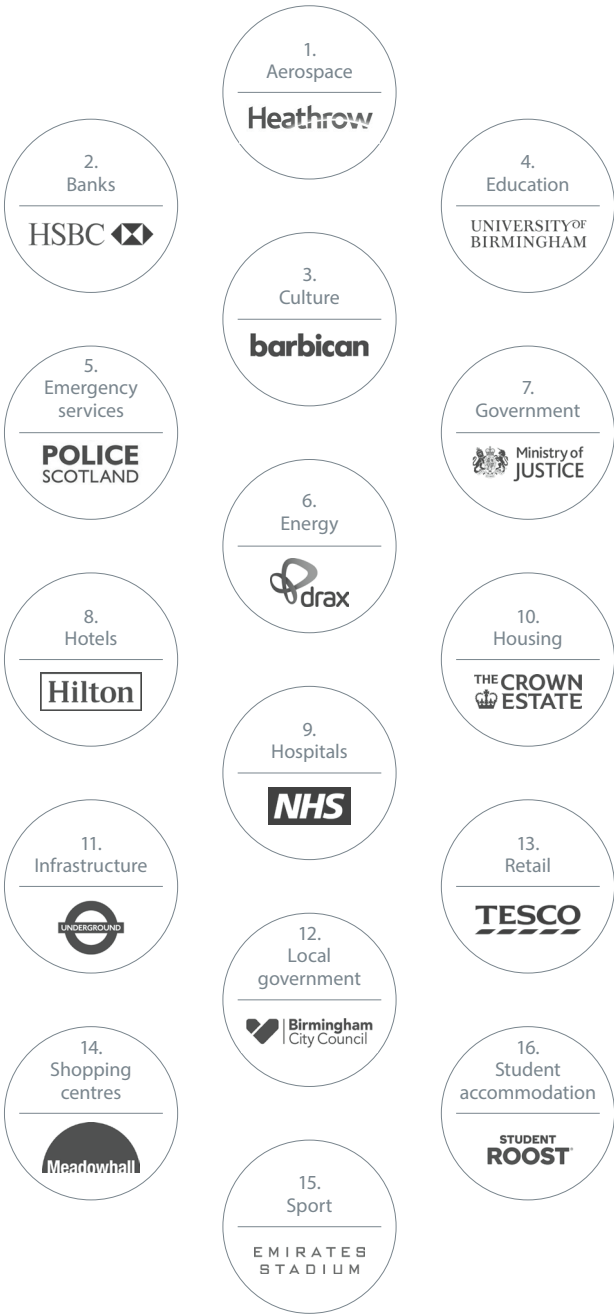 1.
Aerospace
Heathrow
2.
Banks
HSBC
3.
Culture
barbican
4.
Education
UNIVERSITY OF
BIRMINGHAM
5.
Emergency
services
POLICE
SCOTLAND
6.
Energy
drax
7.
Government
Ministry of
JUSTICE
8.
Hotels
Hilton
9.
Hospitals
NHS
10.
Housing
THE CROWN
ESTATE
11.
Infrastructure
UNDERGROUND
12.
Local
government
Birmingham
City Council
13.
Retail
TESCO
14.
Shopping
centres
Meadowhall
15.
Sport
EMIRATES
STADIUM
16.
Student
accommodation
STUDENT
ROOST